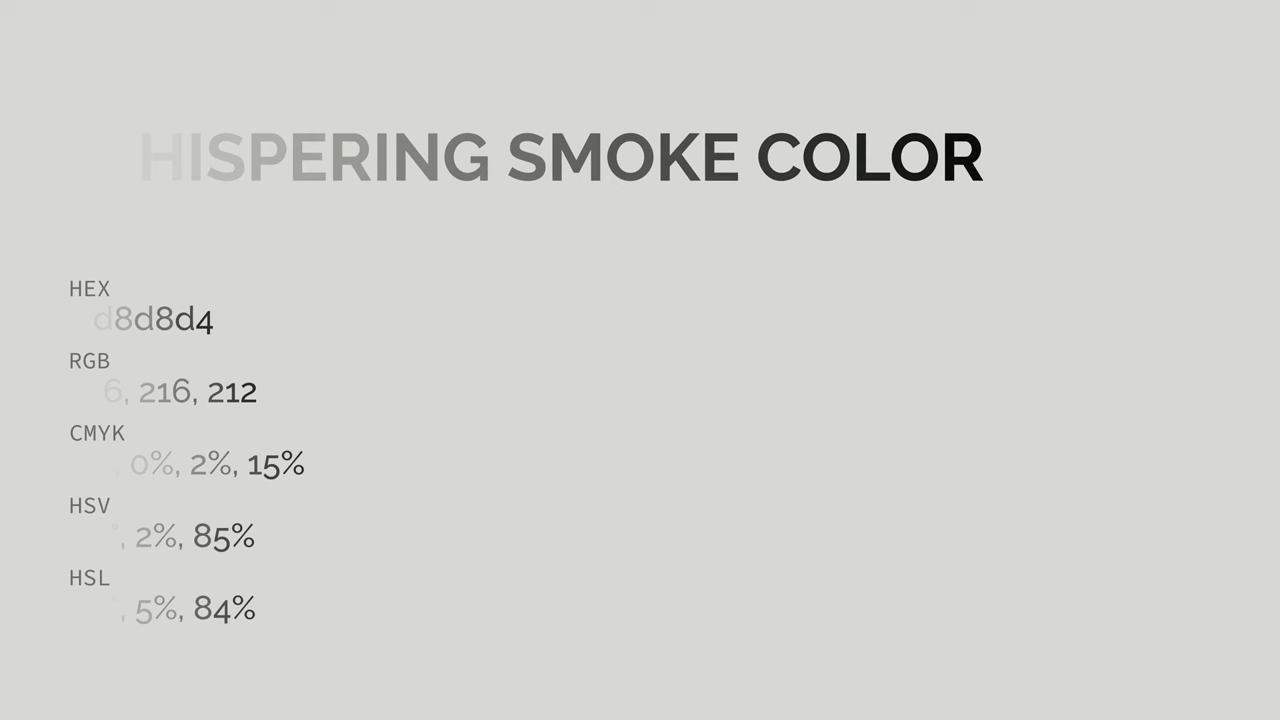 HISPERING SMOKE COLOR
HEX
d8d8d4
RGB
6, 216, 212
CMYK
, 0%, 2%, 15%
HSV
°, 2%, 85%
HSL
°, 5%, 84%